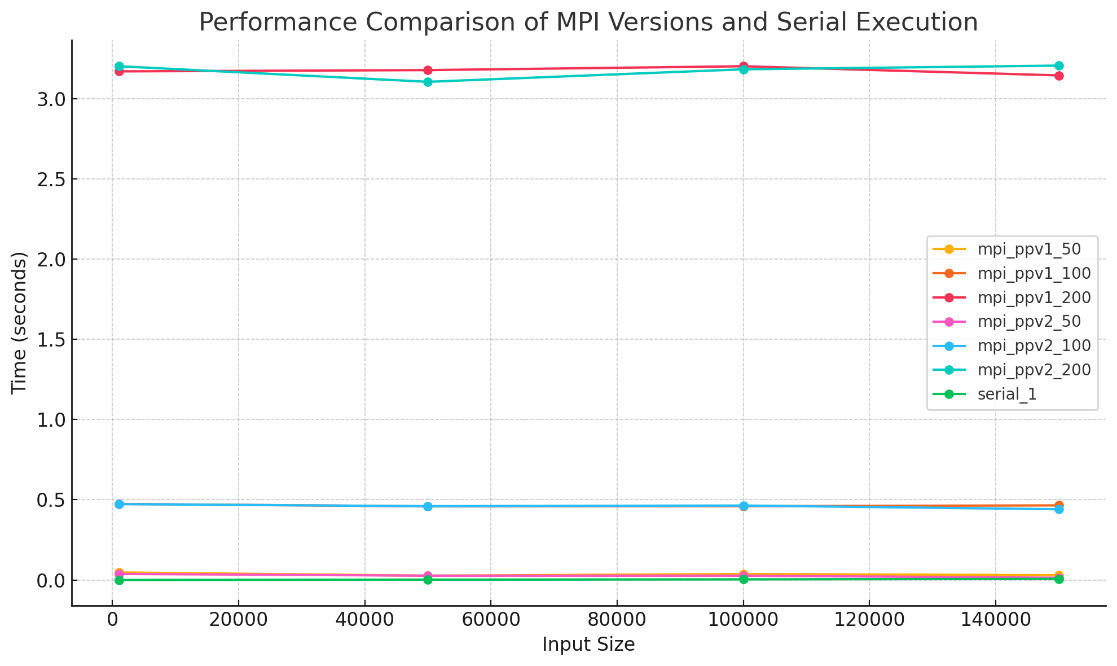 Performance Comparison of MPI Versions and Serial Execution
Time (seconds)
3.0
2.5
2.0
1.5
1.0
0.5
0.0
mpi_ppv1_50
mpi_ppv1_100
mpi_ppv1_200
mpi_ppv2_50
mpi_ppv2_100
mpi_ppv2_200
serial_1
0 20000 40000 60000 80000 100000 120000 140000
Input Size